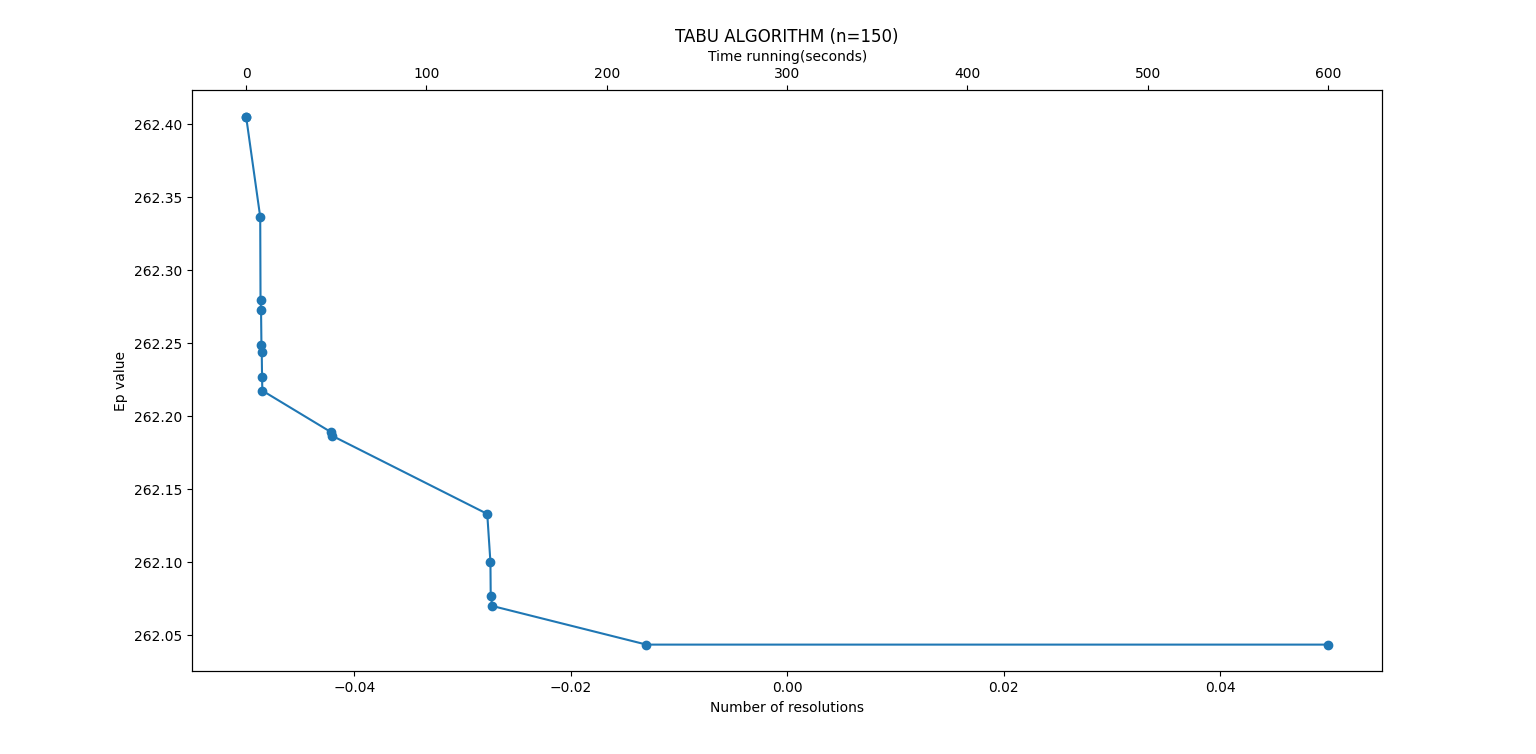 TABU ALGORITHM (n=150)
Time running(seconds)
0 100 200 300 400 500 600
262.40
262.35
262.30
262.25
262.20
262.15
262.10
262.05
Ep value
−0.04 −0.02 0.00 0.02 0.04
Number of resolutions